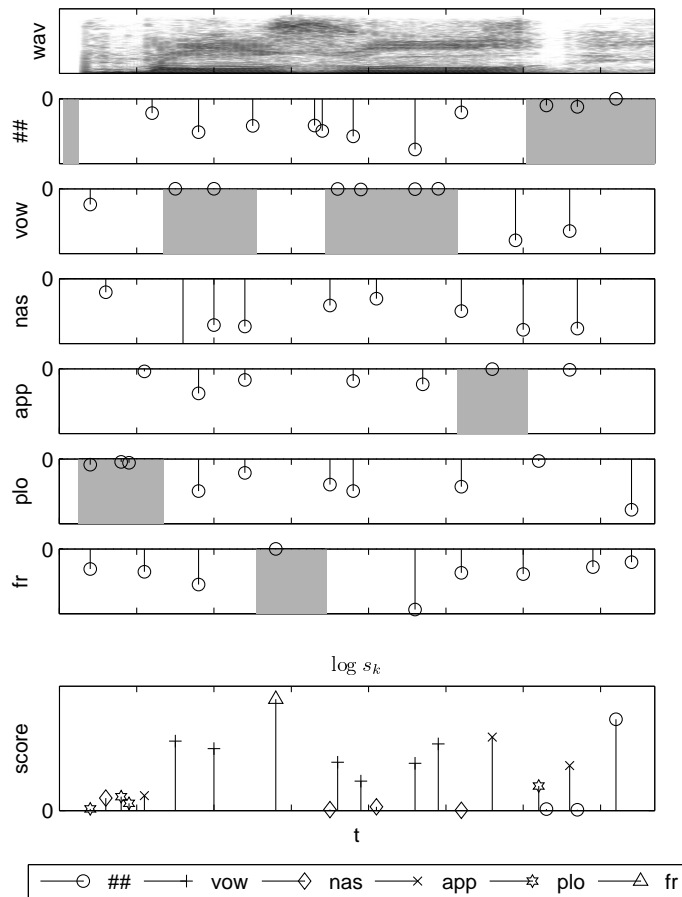 wav
0
##
0
vow
0
nas
0
app
0
plo
0
fr
log s_k
score
0
t
## vow nas app plo fr